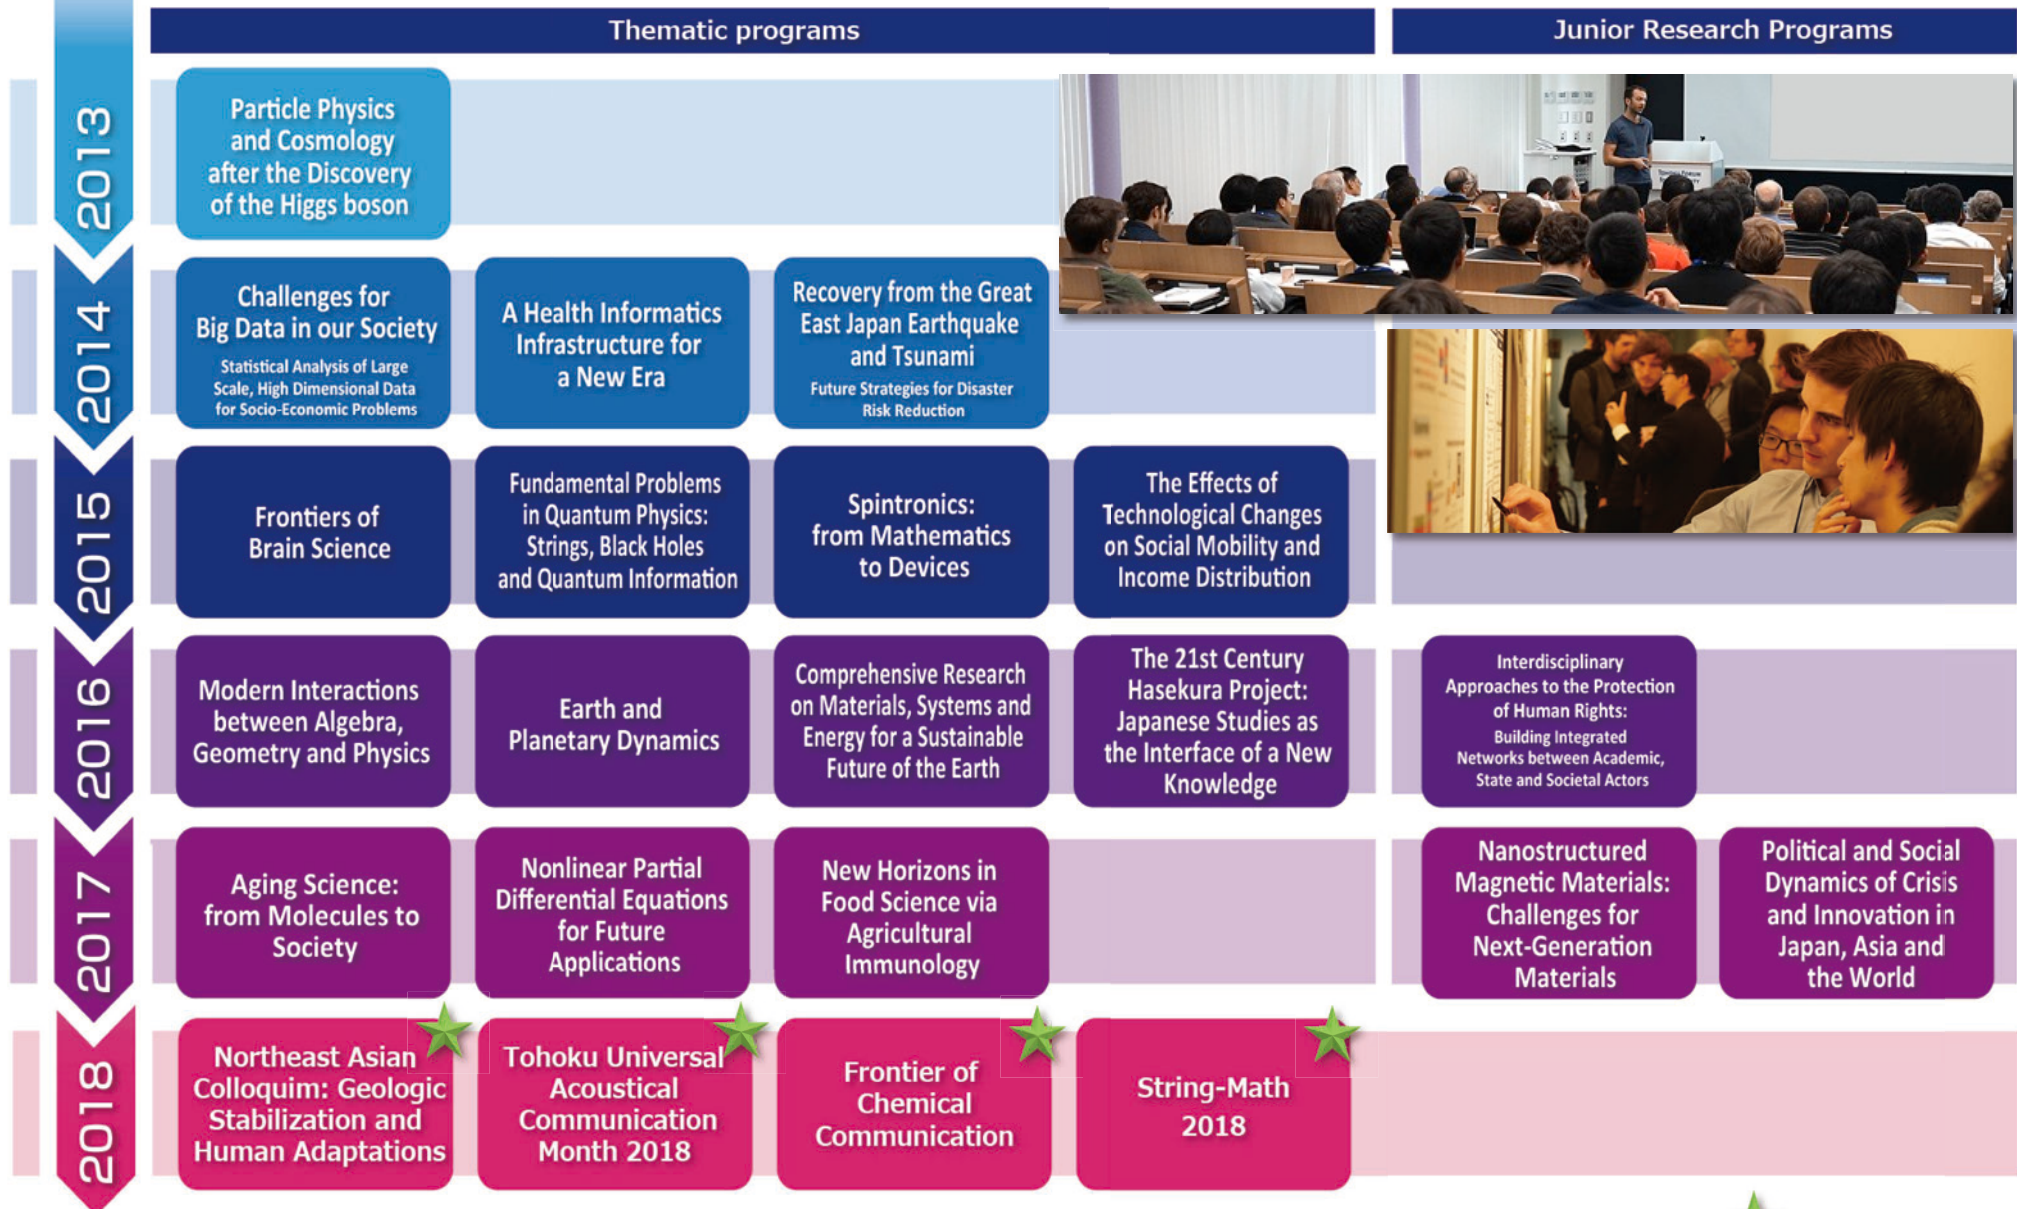 Thematic programs
Junior Research Programs
2013
Particle Physics
and Cosmology
after the Discovery
of the Higgs boson
2014
Challenges for
Big Data in our Society
Statistical Analysis of Large
Scale, High Dimensional Data
for Socio-Economic Problems
A Health Informatics
Infrastructure for
a New Era
Recovery from the Great
East Japan Earthquake
and Tsunami
Future Strategies for Disaster
Risk Reduction
2015
Frontiers of
Brain Science
Fundamental Problems
in Quantum Physics:
Strings, Black Holes
and Quantum Information
Spintronics:
from Mathematics
to Devices
The Effects of
Technological Changes
on Social Mobility and
Income Distribution
2016
Modern Interactions
between Algebra,
Geometry and Physics
Earth and
Planetary Dynamics
Comprehensive Research
on Materials, Systems and
Energy for a Sustainable
Future of the Earth
The 21st Century
Hasekura Project:
Japanese Studies as
the Interface of a New
Knowledge
Interdisciplinary
Approaches to the Protection
of Human Rights:
Building Integrated
Networks between Academic,
State and Societal Actors
2017
Aging Science:
from Molecules to
Society
Nonlinear Partial
Differential Equations
for Future
Applications
New Horizons in
Food Science via
Agricultural
Immunology
Nanostructured
Magnetic Materials:
Challenges for
Next-Generation
Materials
Political and Social
Dynamics of Crisis
and Innovation in
Japan, Asia and
the World
2018
Northeast Asian
Colloquim: Geologic
Stabilization and
Human Adaptations
Tohoku Universal
Acoustical
Communication
Month 2018
Frontier of
Chemical
Communication
String-Math
2018